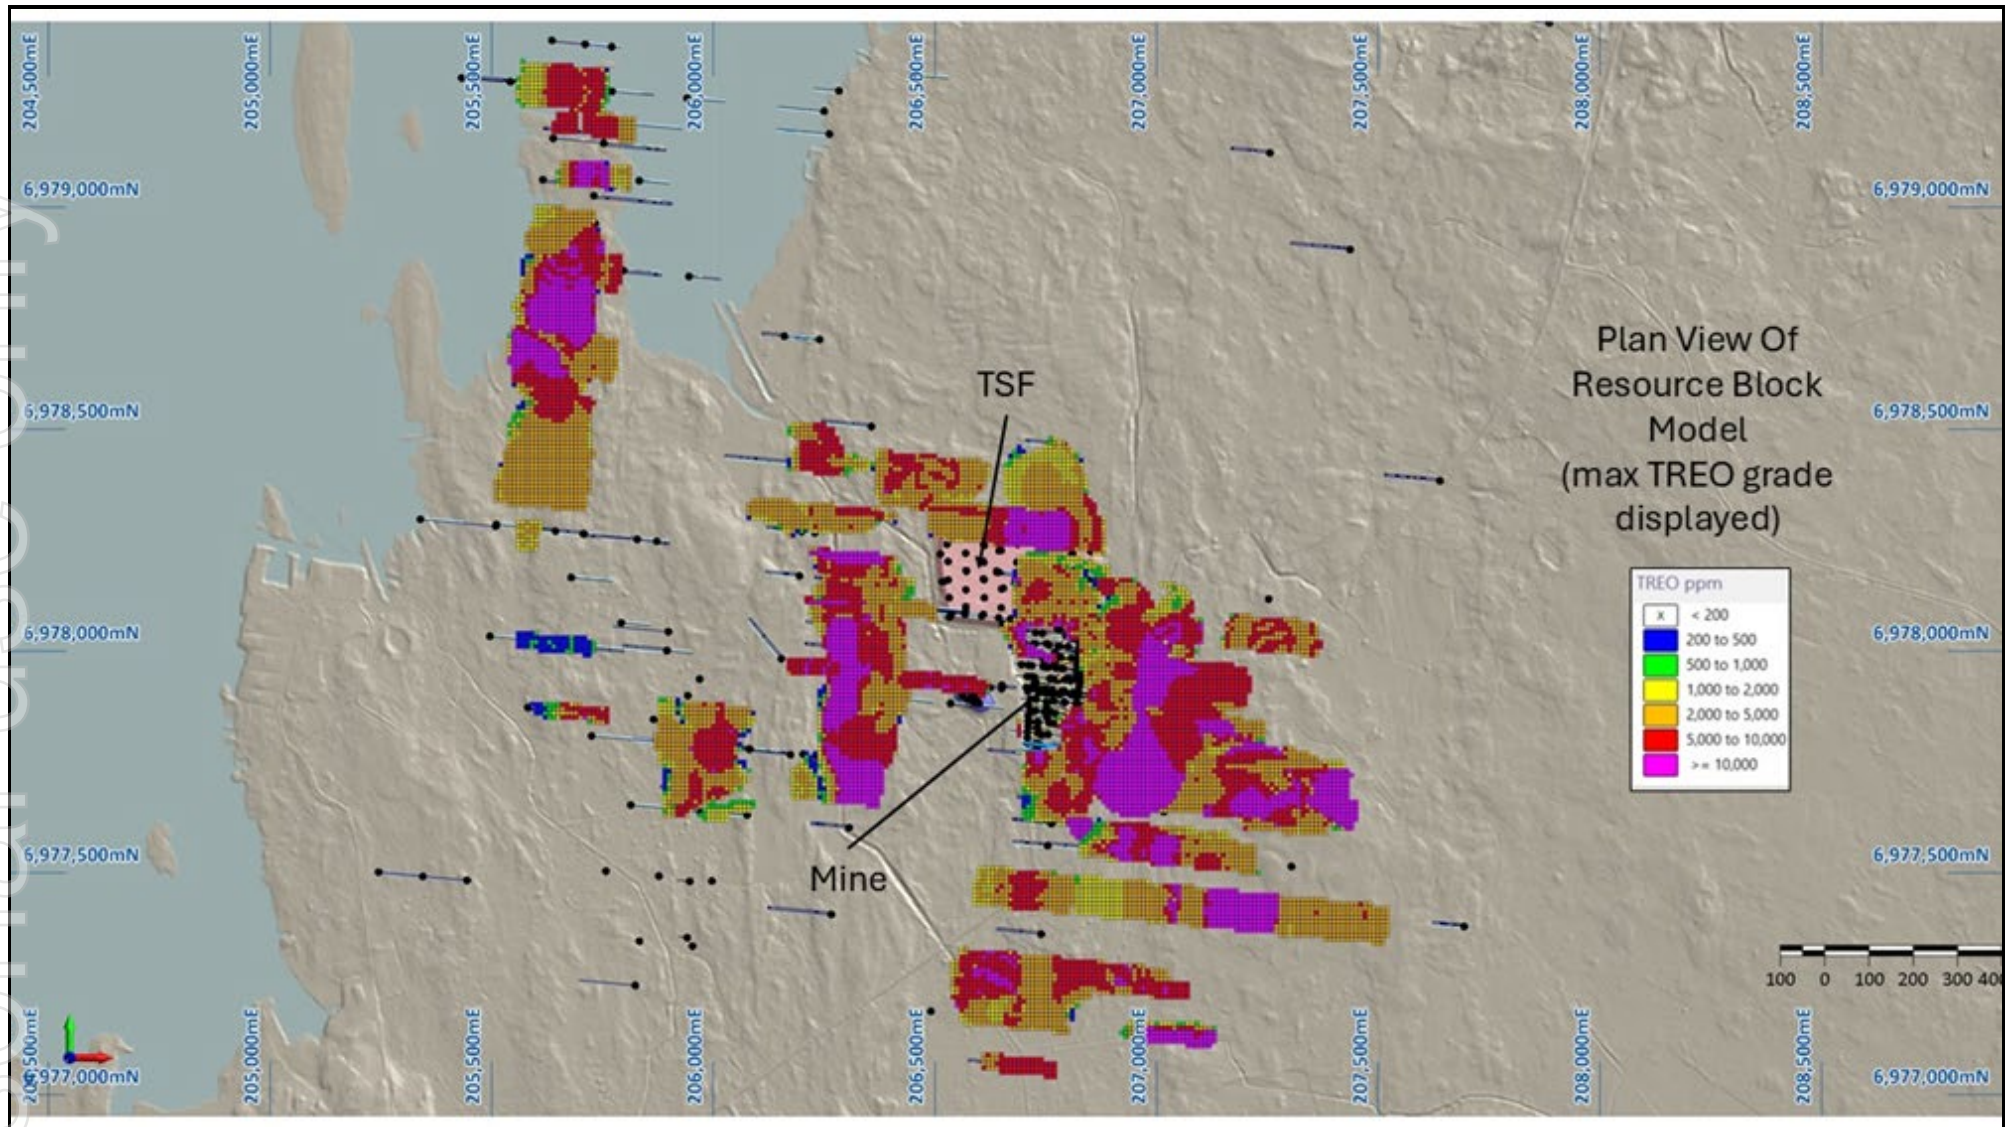 204,500mE
205,000mE
205,500mE
206,000mE
206,500mE
207,000mE
207,500mE
208,000mE
208,500mE
6,979,000mN
6,979,000mN
Plan View Of
Resource Block
Model
(max TREO grade
displayed)
TSF
6,978,500mN
6,978,500mN
TREO ppm
x < 200
200 to 500
500 to 1,000
1,000 to 2,000
2,000 to 5,000
5,000 to 10,000
>= 10,000
6,978,000mN
6,978,000mN
Mine
6,977,500mN
6,977,500mN
100 0 100 200 300 400
204,500mE
205,000mE
205,500mE
206,000mE
206,500mE
207,000mE
207,500mE
208,000mE
208,500mE
6,977,000mN
6,977,000mN